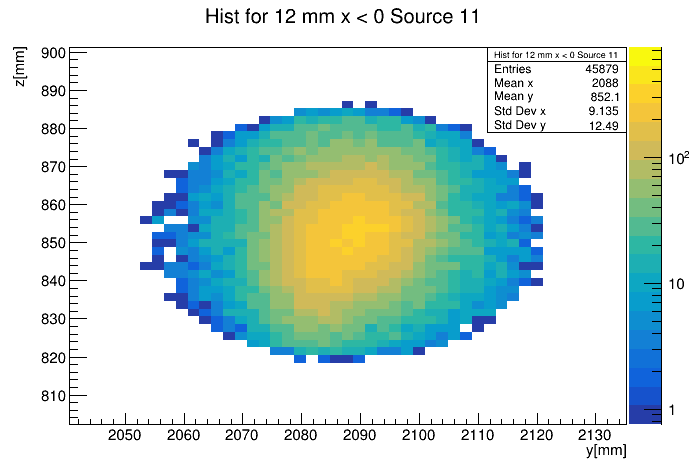 Hist for 12 mm x < 0 Source 11
z[mm]
Hist for 12 mm x < 0 Source 11
Entries 45879
Mean x 2088
Mean y 852.1
Std Dev x 9.135
Std Dev y 12.49
900
890
880
870
860
850
840
830
820
810
10²
10
1
2050 2060 2070 2080 2090 2100 2110 2120 2130
y[mm]